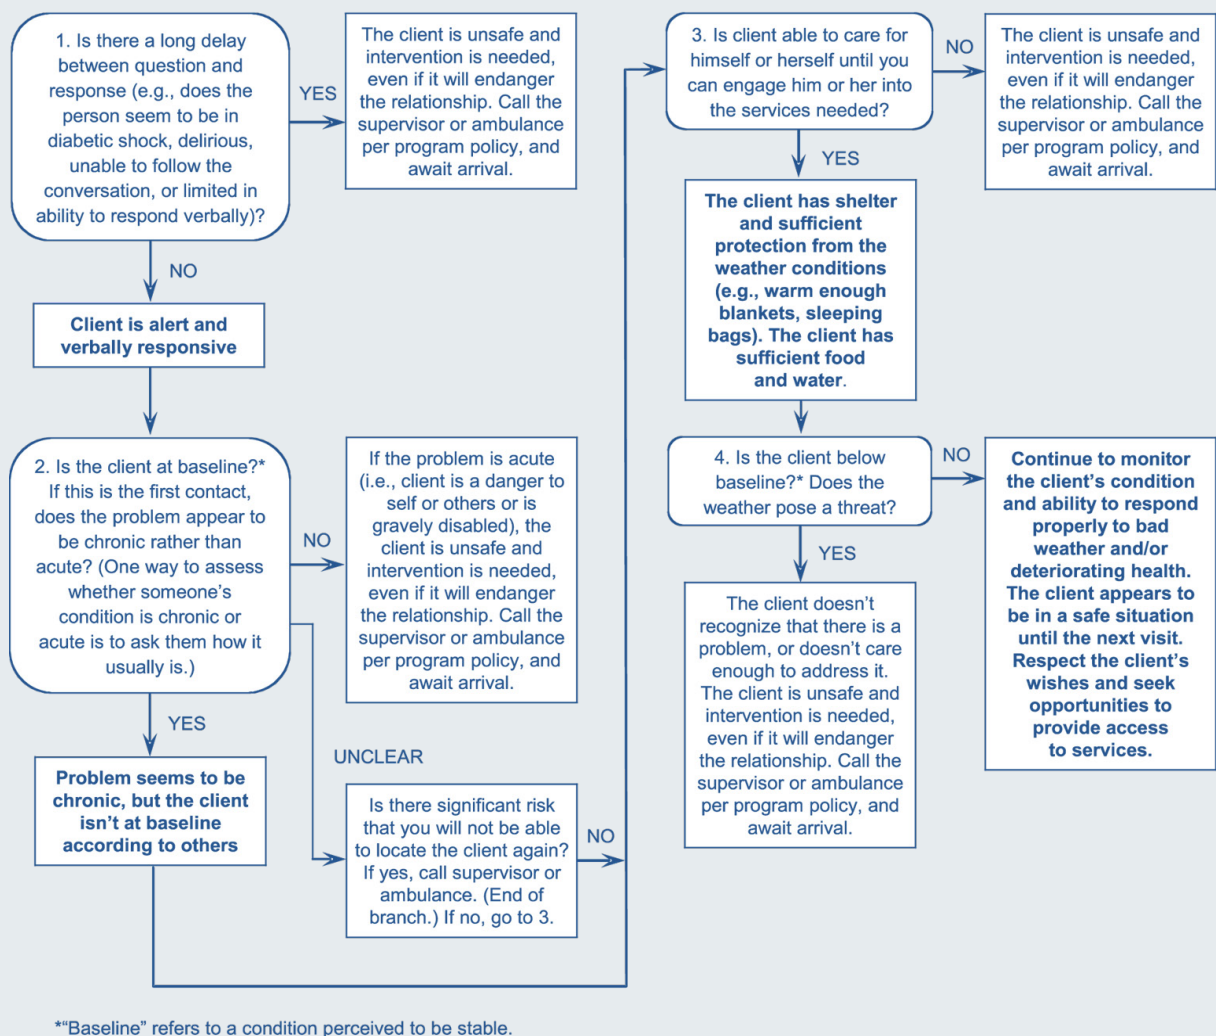 1. Is there a long delay
between question and
response (e.g., does the
person seem to be in
diabetic shock, delirious,
unable to follow the
conversation, or limited in
ability to respond verbally)?
YES
The client is unsafe and
intervention is needed,
even if it will endanger
the relationship. Call the
supervisor or ambulance
per program policy, and
await arrival.
NO
Client is alert and
verbally responsive
2. Is the client at baseline?*
If this is the first contact,
does the problem appear to
be chronic rather than
acute? (One way to assess
whether someone’s
condition is chronic or
acute is to ask them how it
usually is.)
NO
If the problem is acute
(i.e., client is a danger to
self or others or is
gravely disabled), the
client is unsafe and
intervention is needed,
even if it will endanger
the relationship. Call the
supervisor or ambulance
per program policy, and
await arrival.
YES
Problem seems to be
chronic, but the client
isn’t at baseline
according to others
UNCLEAR
Is there significant risk
that you will not be able
to locate the client again?
If yes, call supervisor or
ambulance. (End of
branch.) If no, go to 3.
NO
3. Is client able to care for
himself or herself until you
can engage him or her into
the services needed?
NO
The client is unsafe and
intervention is needed,
even if it will endanger
the relationship. Call the
supervisor or ambulance
per program policy, and
await arrival.
YES
The client has shelter
and sufficient
protection from the
weather conditions
(e.g., warm enough
blankets, sleeping
bags). The client has
sufficient food
and water.
4. Is the client below
baseline?* Does the
weather pose a threat?
NO
Continue to monitor
the client’s condition
and ability to respond
properly to bad
weather and/or
deteriorating health.
The client appears to
be in a safe situation
until the next visit.
Respect the client’s
wishes and seek
opportunities to
provide access
to services.
YES
The client doesn’t
recognize that there is a
problem, or doesn’t care
enough to address it.
The client is unsafe and
intervention is needed,
even if it will endanger
the relationship. Call the
supervisor or ambulance
per program policy, and
await arrival.
*“Baseline” refers to a condition perceived to be stable.